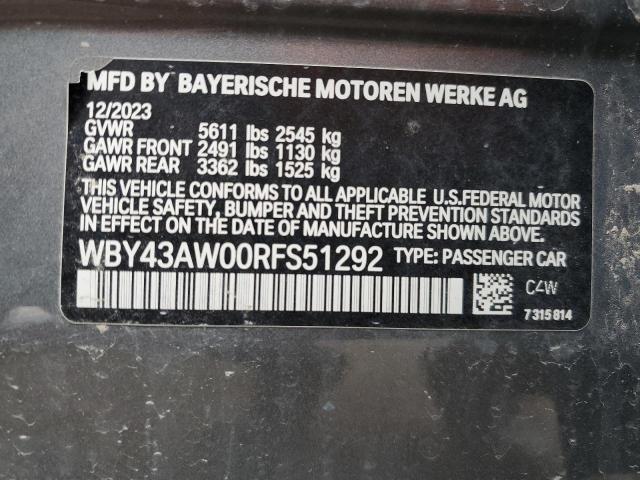 MFD BY BAYERISCHE MOTOREN WERKE AG
12/2023
GVWR 5611 lbs 2545 kg
GAWR FRONT 2491 lbs 1130 kg
GAWR REAR 3362 lbs 1525 kg
THIS VEHICLE CONFORMS TO ALL APPLICABLE U.S.FEDERAL MOTOR
VEHICLE SAFETY, BUMPER AND THEFT PREVENTION STANDARDS
IN EFFECT ON THE DATE OF MANUFACTURE SHOWN ABOVE.
WBY43AW00RFS51292 TYPE: PASSENGER CAR
C4W
7 315 814